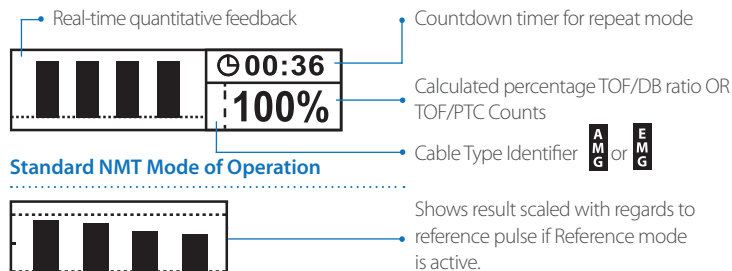 Real-time quantitative feedback
Countdown timer for repeat mode
00:36
100%
Calculated percentage TOF/DB ratio OR
TOF/PTC Counts
Cable Type Identifier AMG or EMG
Standard NMT Mode of Operation
Shows result scaled with regards to
reference pulse if Reference mode
is active.